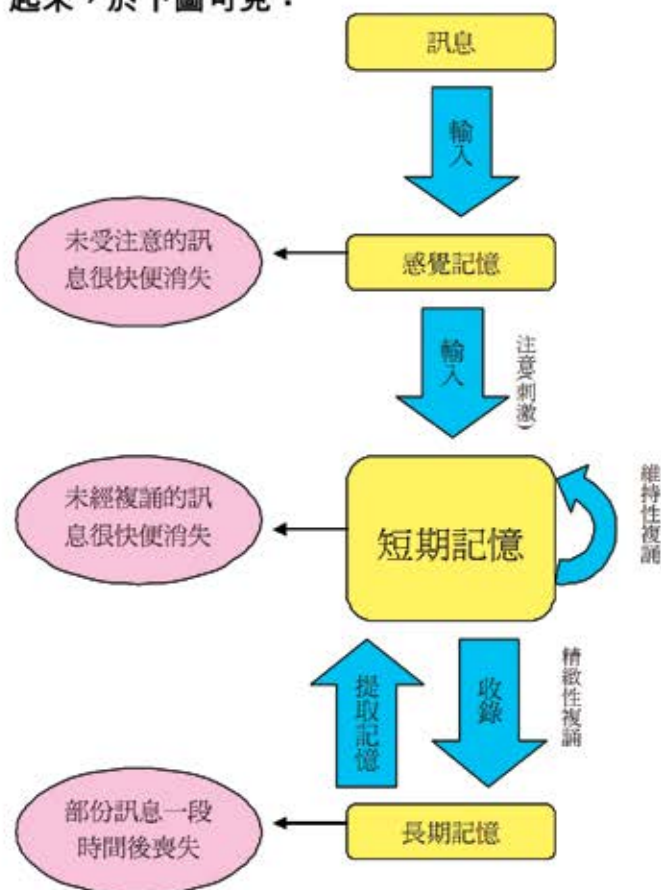 起來，於下圖可見：
訊息
輸入
未受注意的訊
息很快便消失
感覺記憶
輸入
注意(刺激)
未經複誦的訊
息很快便消失
短期記憶
維持性複誦
提取記憶
收錄
精緻性複誦
部份訊息一段
時間後喪失
長期記憶